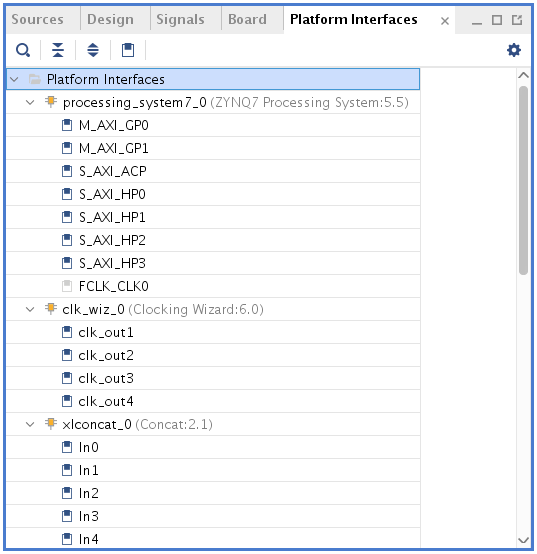 Sources Design Signals Board Platform Interfaces
Platform Interfaces
processing_system7_0 (ZYNQ7 Processing System:5.5)
M_AXI_GP0
M_AXI_GP1
S_AXI_ACP
S_AXI_HP0
S_AXI_HP1
S_AXI_HP2
S_AXI_HP3
FCLK_CLK0
clk_wiz_0 (Clocking Wizard:6.0)
clk_out1
clk_out2
clk_out3
clk_out4
xlconcat_0 (Concat:2.1)
In0
In1
In2
In3
In4